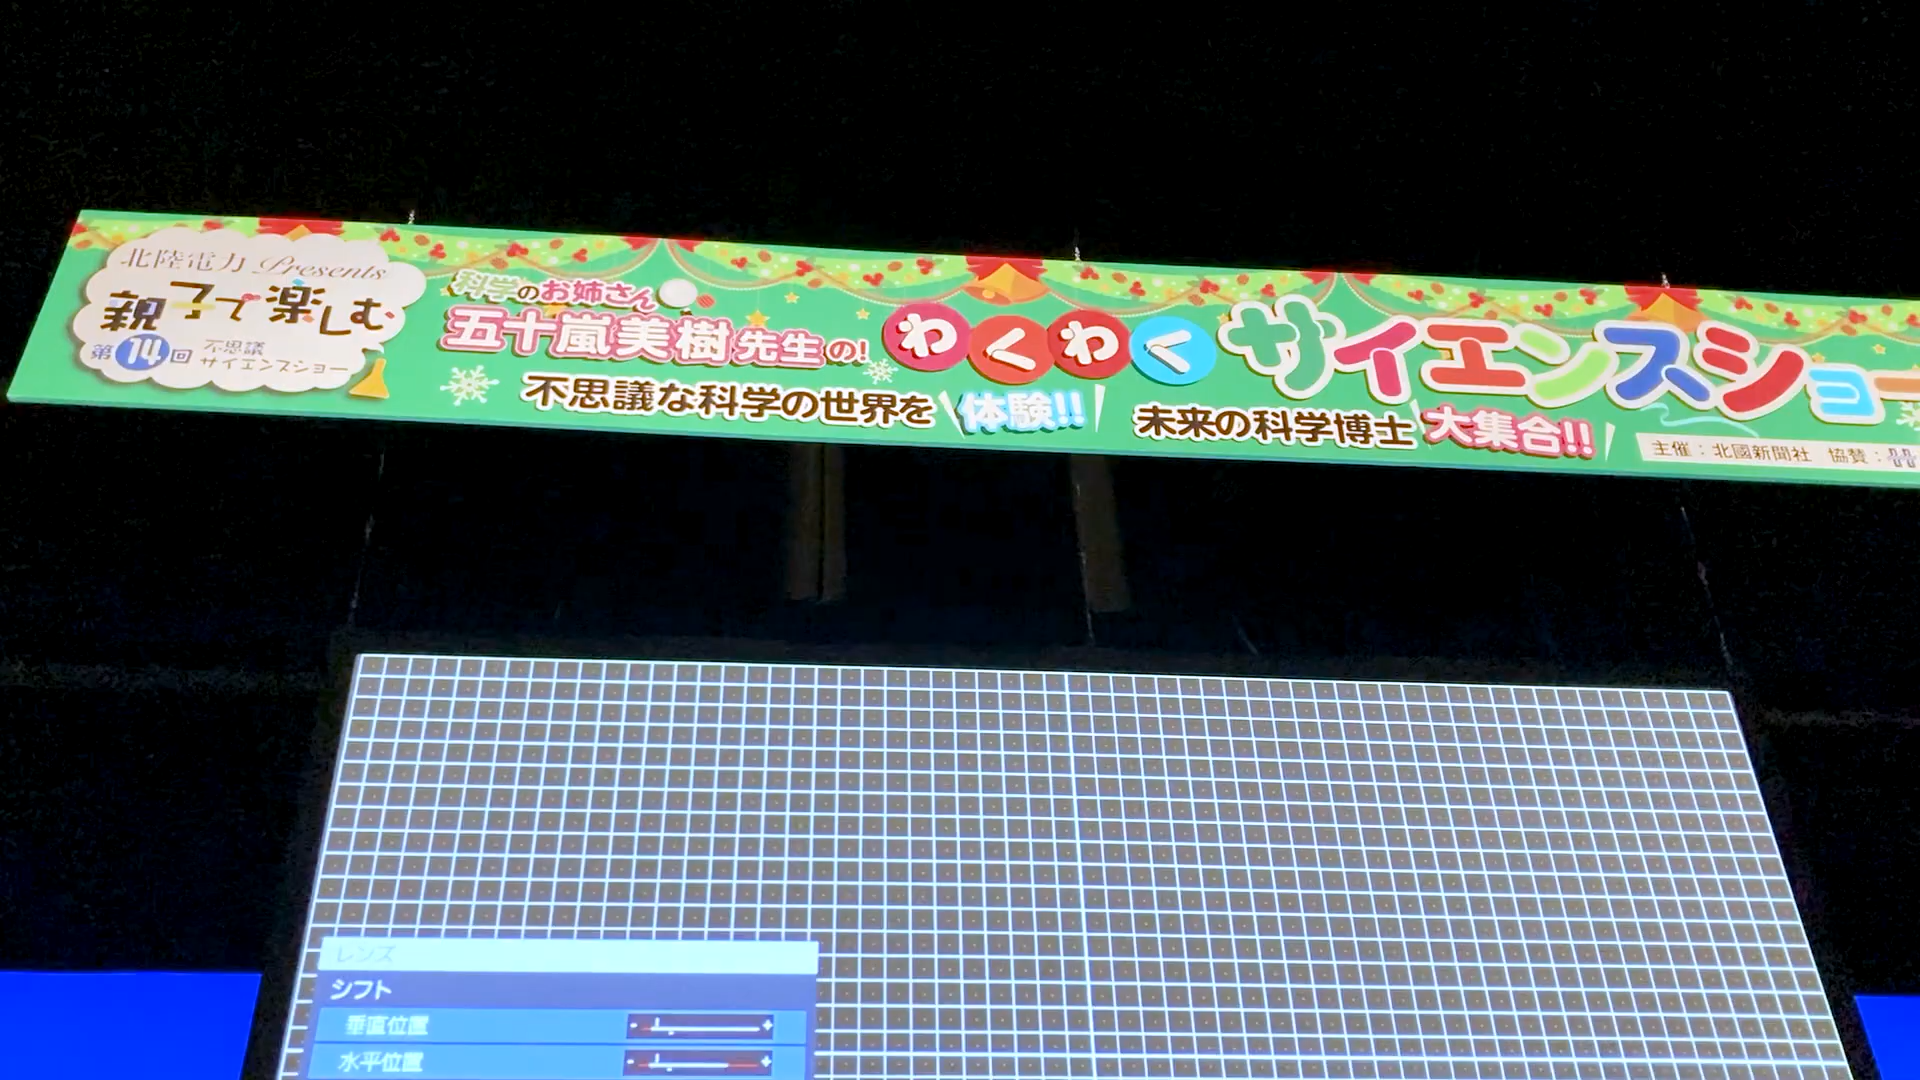 北陸電力 Presents
親子で楽しむ
第14回 不思議
サイエンスショー
科学のお姉さん
五十嵐美樹先生の!
わくわく サイエンスショー
不思議な科学の世界を 体験!! 未来の科学博士 大集合!!
主催:北國新聞社 協賛:
レンズ
シフト
垂直位置
- +
水平位置
- +